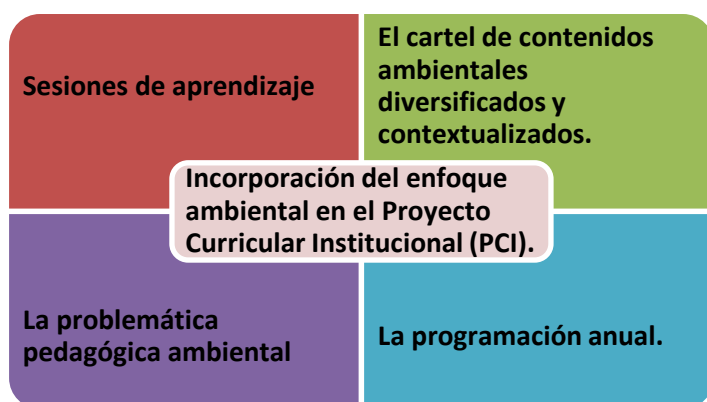 Sesiones de aprendizaje
El cartel de contenidos
ambientales
diversificados y
contextualizados.
Incorporación del enfoque
ambiental en el Proyecto
Curricular Institucional (PCI).
La problemática
pedagógica ambiental
La programación anual.